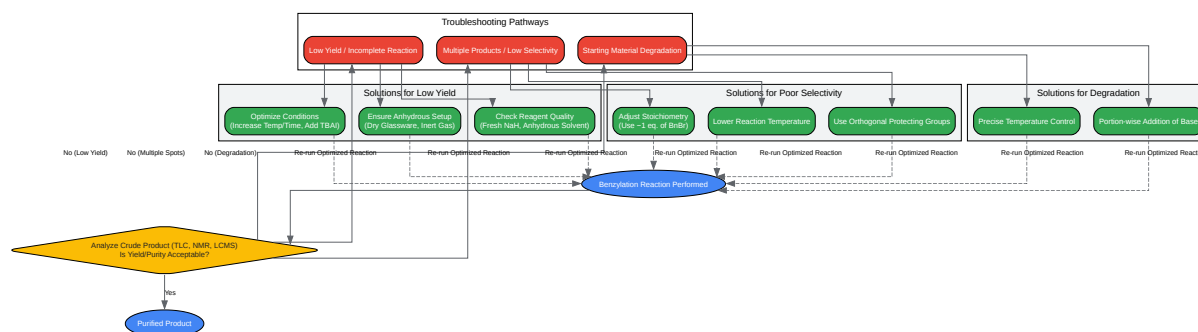 Troubleshooting Pathways
Low Yield / Incomplete Reaction
Multiple Products / Low Selectivity
Starting Material Degradation
Solutions for Low Yield
Solutions for Poor Selectivity
Solutions for Degradation
Optimize Conditions
(Increase Temp/Time, Add TBAI)
Ensure Anhydrous Setup
(Dry Glassware, Inert Gas)
Check Reagent Quality
(Fresh NaH, Anhydrous Solvent)
Adjust Stoichiometry
(Use ~1 eq. of BnBr)
Lower Reaction Temperature
Use Orthogonal Protecting Groups
Precise Temperature Control
Portion-wise Addition of Base
No (Low Yield)
No (Multiple Spots)
No (Degradation)
Re-run Optimized Reaction
Re-run Optimized Reaction
Re-run Optimized Reaction
Re-run Optimized Reaction
Re-run Optimized Reaction
Re-run Optimized Reaction
Re-run Optimized Reaction
Re-run Optimized
Benzylation Reaction Performed
Analyze Crude Product (TLC, NMR, LCMS)
Is Yield/Purity Acceptable?
Yes
Purified Product